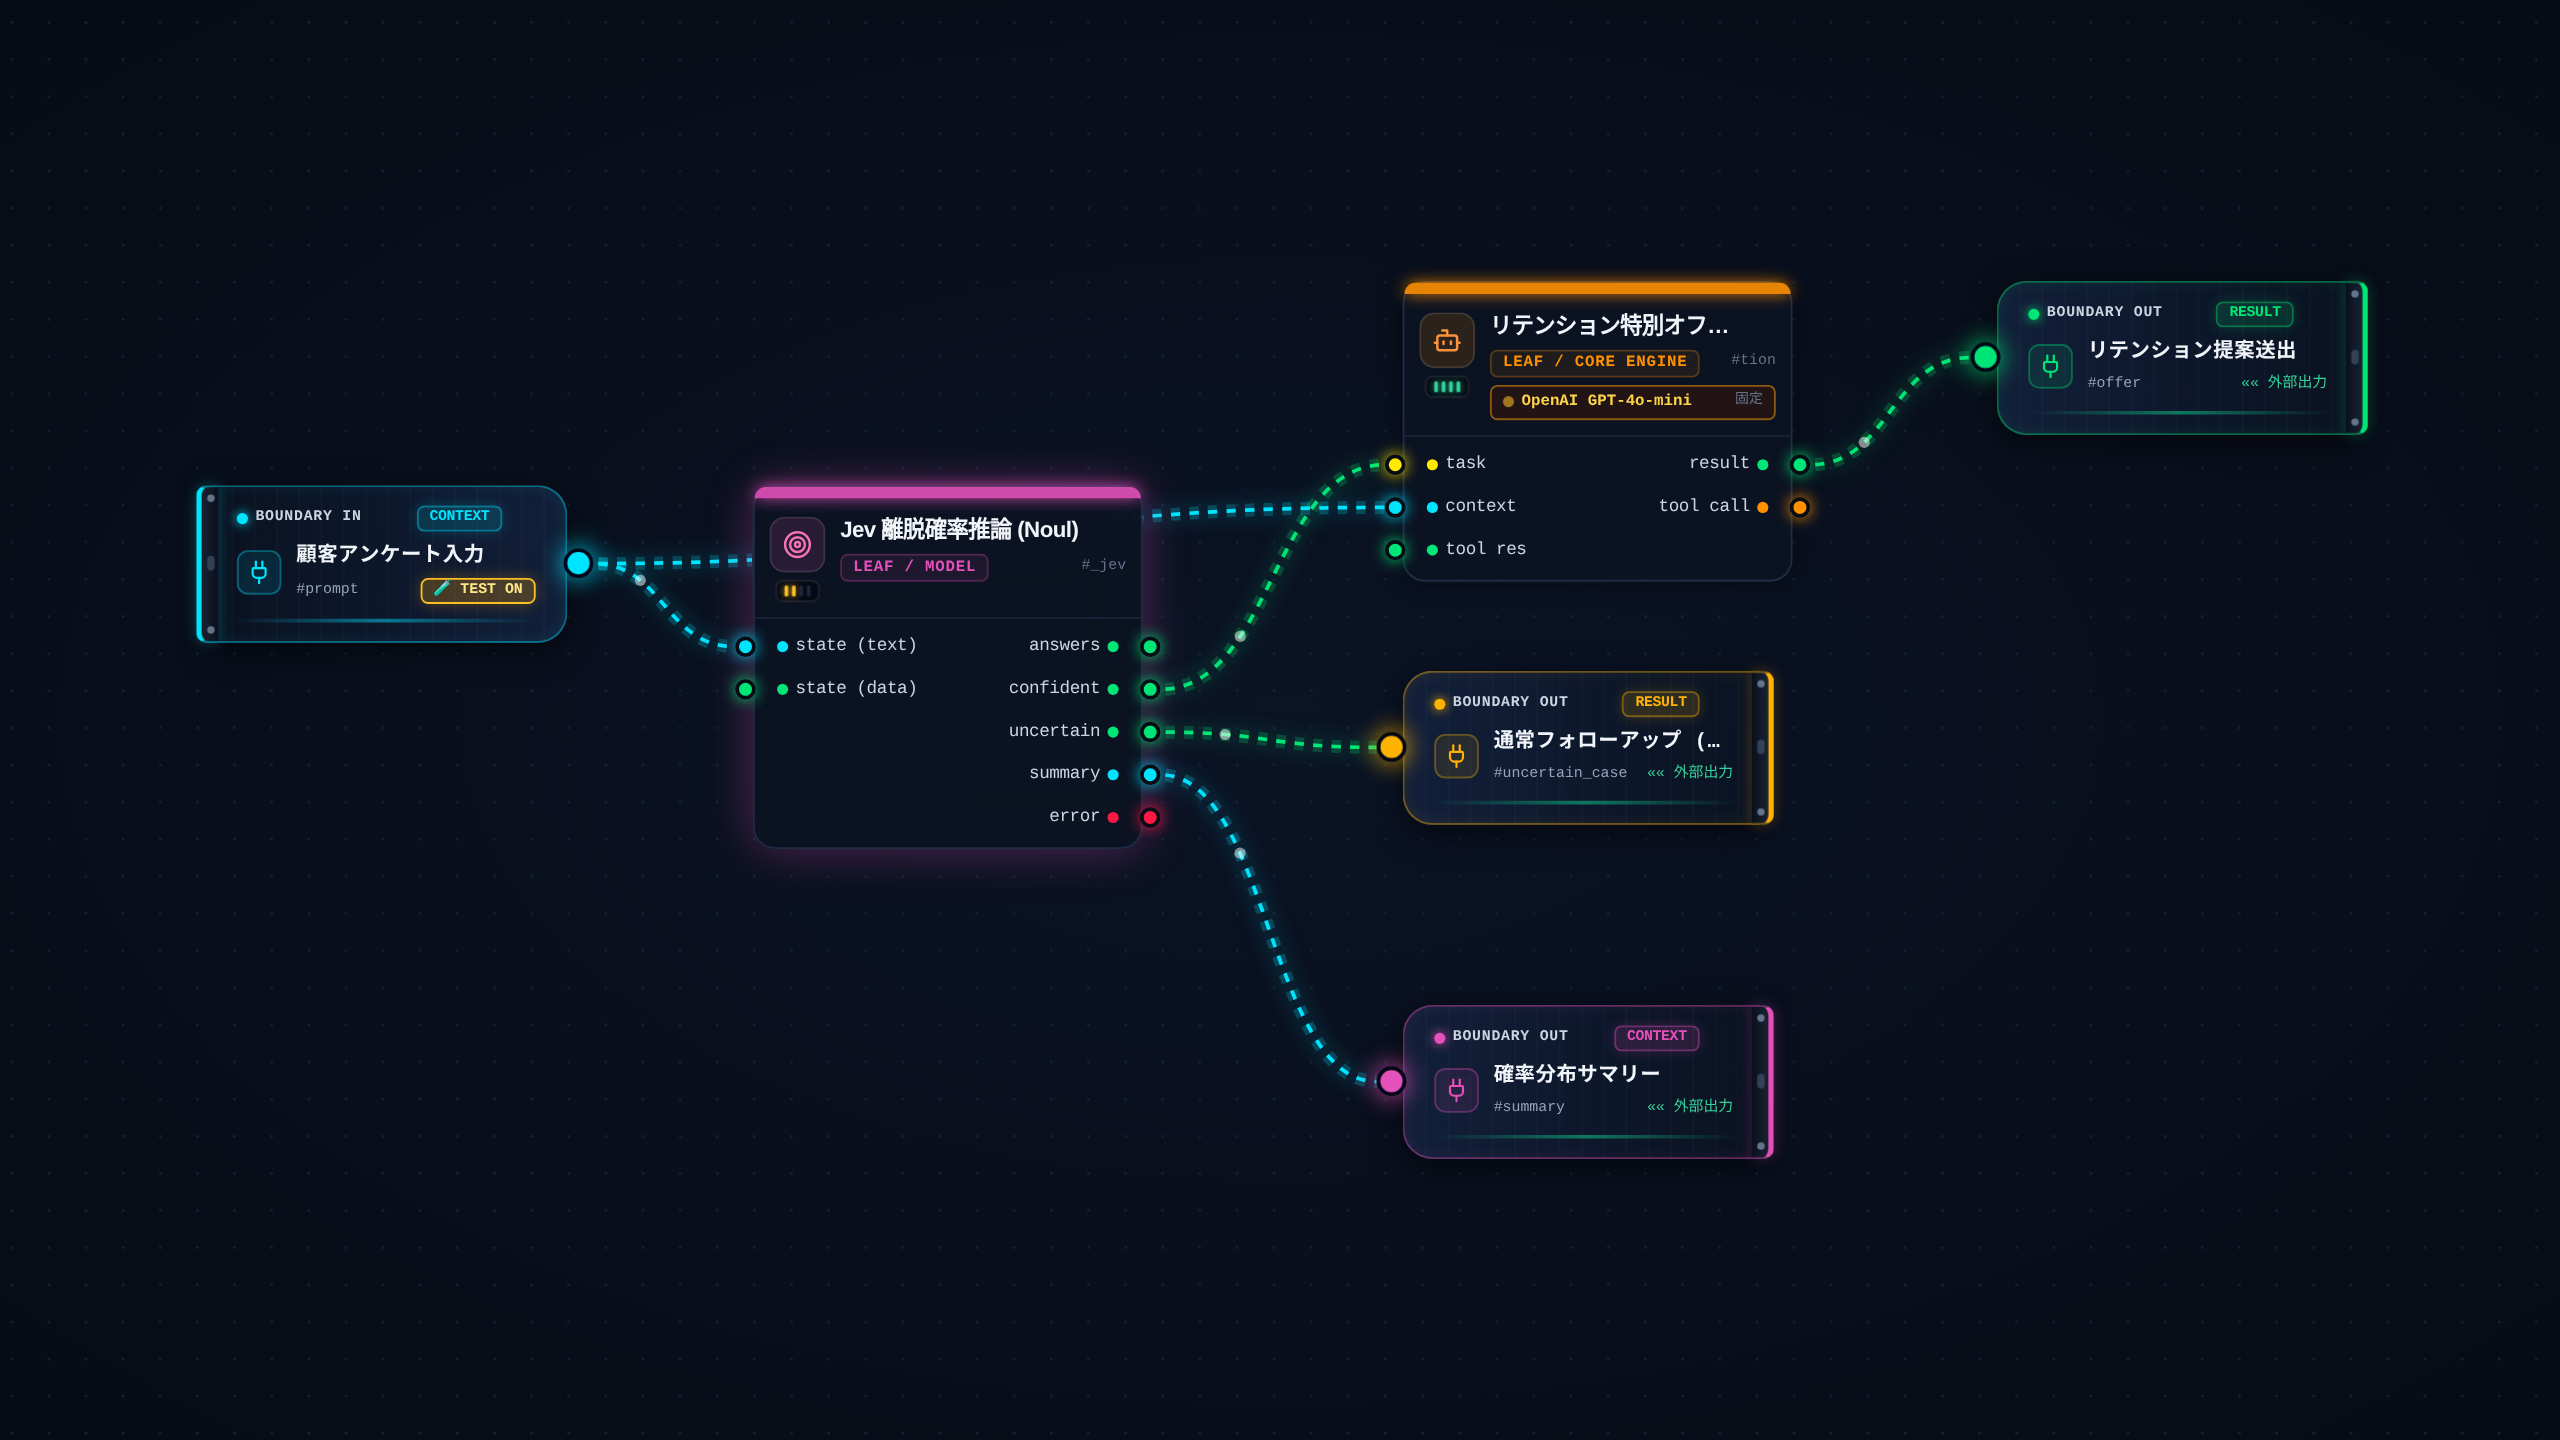 BOUNDARY IN
CONTEXT
顧客アンケート入力
#prompt
TEST ON
Jev 離脱確率推論 (Noul)
LEAF / MODEL
#_jev
state (text)
answers
state (data)
confident
uncertain
summary
error
リテンション特別オフ...
LEAF / CORE ENGINE
#tion
OpenAI GPT-4o-mini
固定
task
result
context
tool call
tool res
BOUNDARY OUT
RESULT
リテンション提案送出
#offer
«« 外部出力
BOUNDARY OUT
RESULT
通常フォローアップ (...
#uncertain_case
«« 外部出力
BOUNDARY OUT
CONTEXT
確率分布サマリー
#summary
«« 外部出力